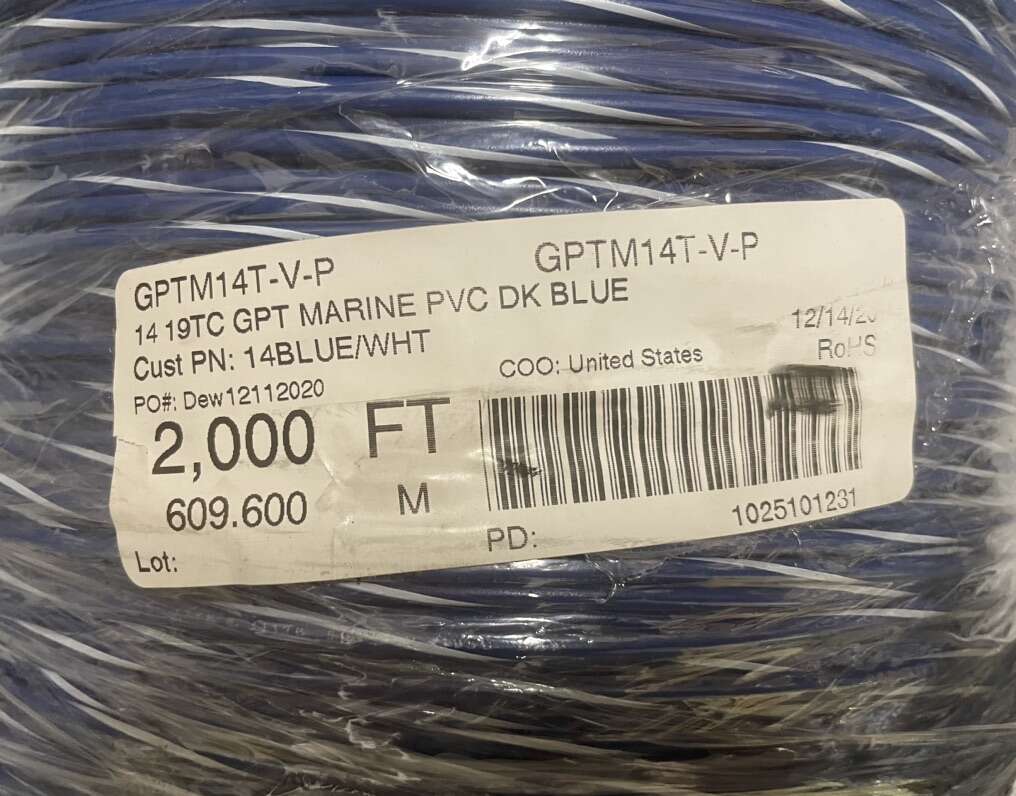 GPTM14T-V-P GPTM14T-V-P
14 19TC GPT MARINE PVC DK BLUE
Cust PN: 14BLUE/WHT 12/14/20
PO#: Dew12112020 COO: United States RoHS
2,000 FT
609.600 M
1025101231
Lot: PD: